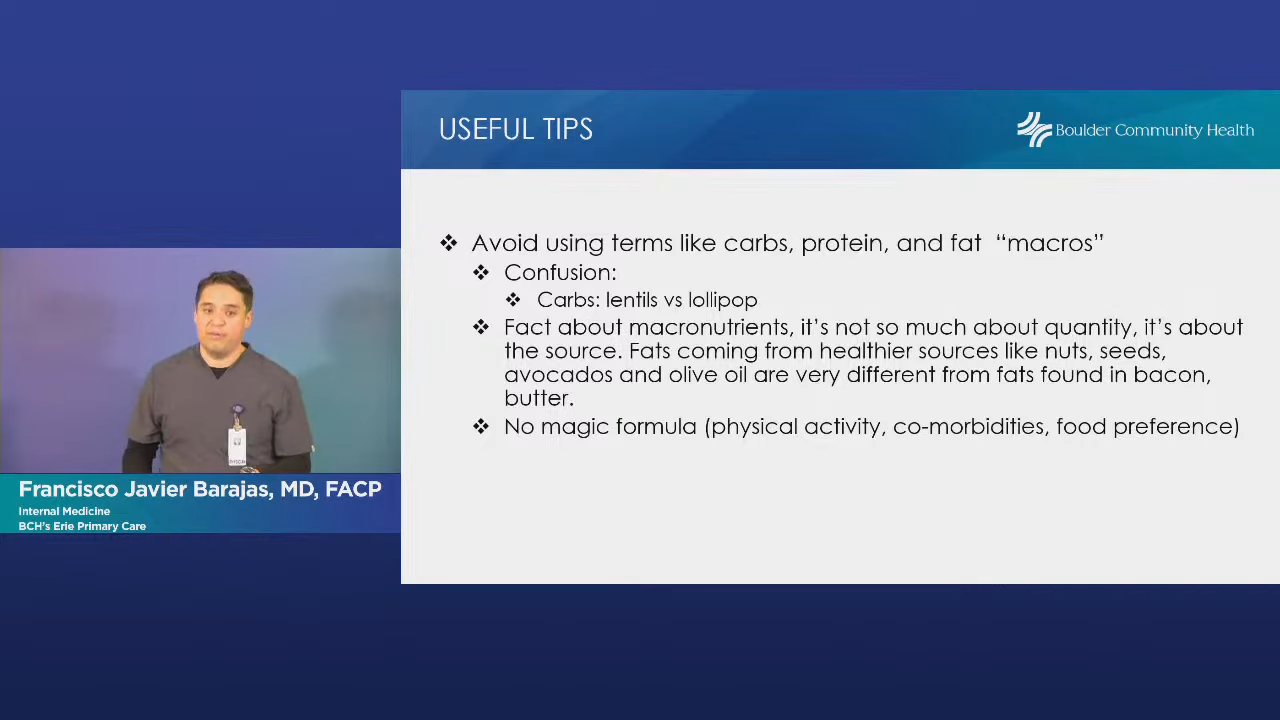 USEFUL TIPS
Boulder Community Health
❖ Avoid using terms like carbs, protein, and fat “macros”
❖ Confusion:
❖ Carbs: lentils vs lollipop
❖ Fact about macronutrients, it’s not so much about quantity, it’s about
the source. Fats coming from healthier sources like nuts, seeds,
avocados and olive oil are very different from fats found in bacon,
butter.
❖ No magic formula (physical activity, co-morbidities, food preference)
Francisco Javier Barajas, MD, FACP
Internal Medicine
BCH’s Erie Primary Care